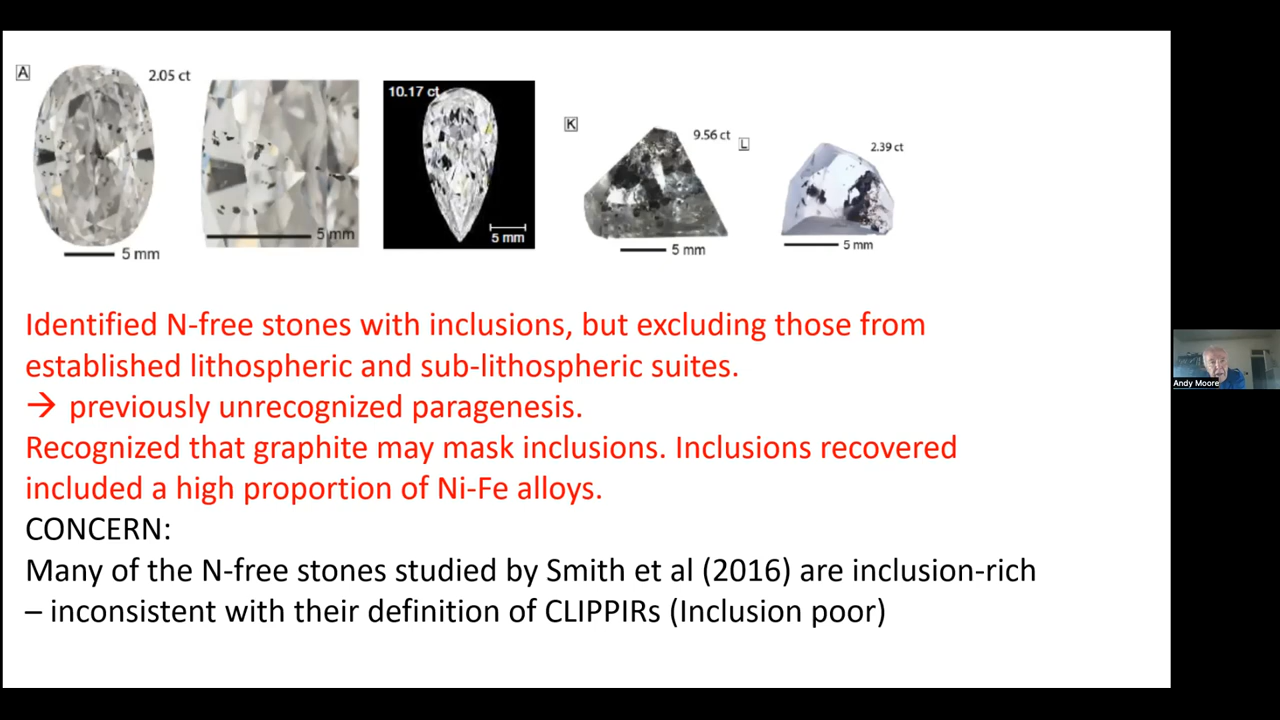 A
2.05 ct
5 mm
5 mm
10.17 ct
5 mm
K
9.56 ct
5 mm
L
2.39 ct
5 mm
Identified N-free stones with inclusions, but excluding those from
established lithospheric and sub-lithospheric suites.
→ previously unrecognized paragenesis.
Recognized that graphite may mask inclusions. Inclusions recovered
included a high proportion of Ni-Fe alloys.
CONCERN:
Many of the N-free stones studied by Smith et al (2016) are inclusion-rich
– inconsistent with their definition of CLIPPIRs (Inclusion poor)
Andy Moore